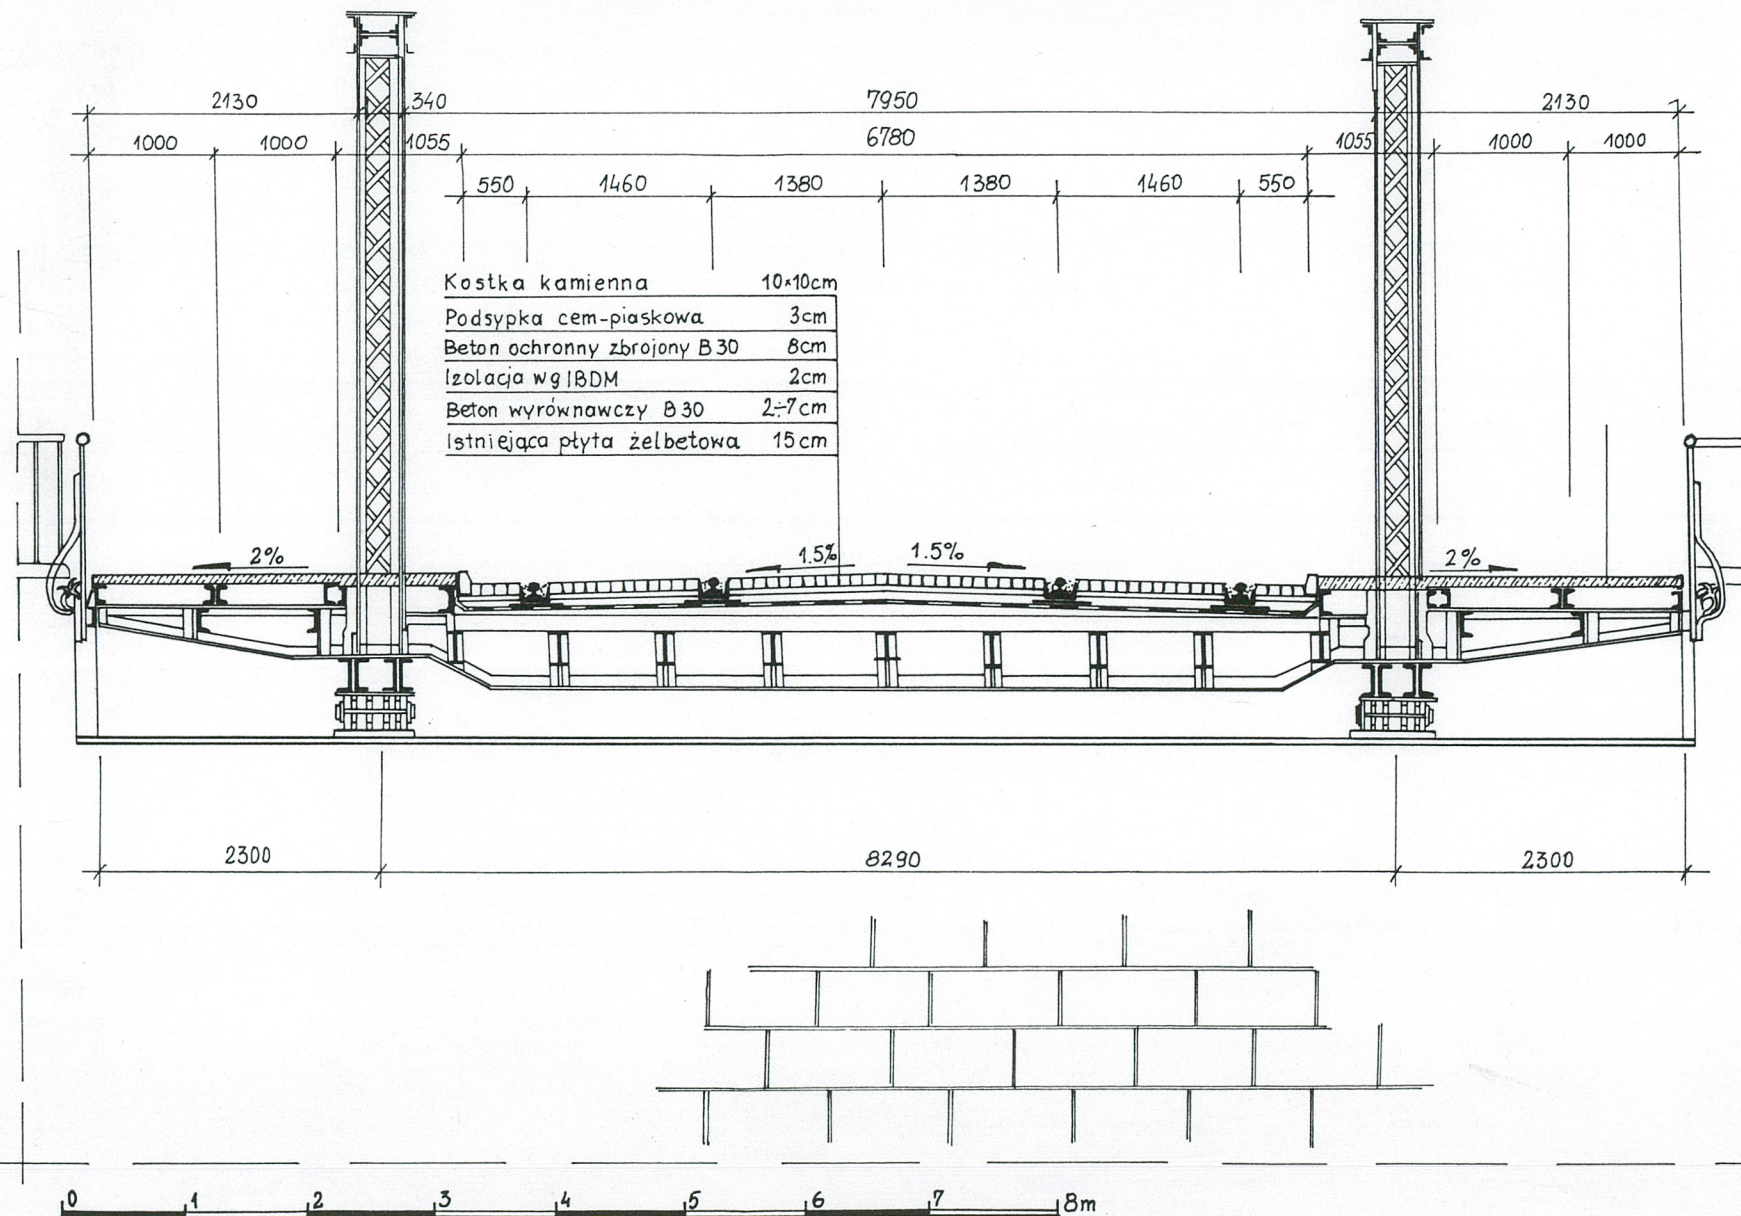 2130 340 7950 2130
1000 1000 1055 6780 1055 1000 1000
550 1460 1380 1380 1460 550
Kostka kamienna 10×10cm
Podsypka cem-piaskowa 3cm
Beton ochronny zbrojony B30 8cm
Izolacja wg IBDM 2cm
Beton wyrównawczy B30 2÷7cm
Istniejąca płyta żelbetowa 15cm
2% 1.5% 1.5% 2%
2300 8290 2300
0 1 2 3 4 5 6 7 8m